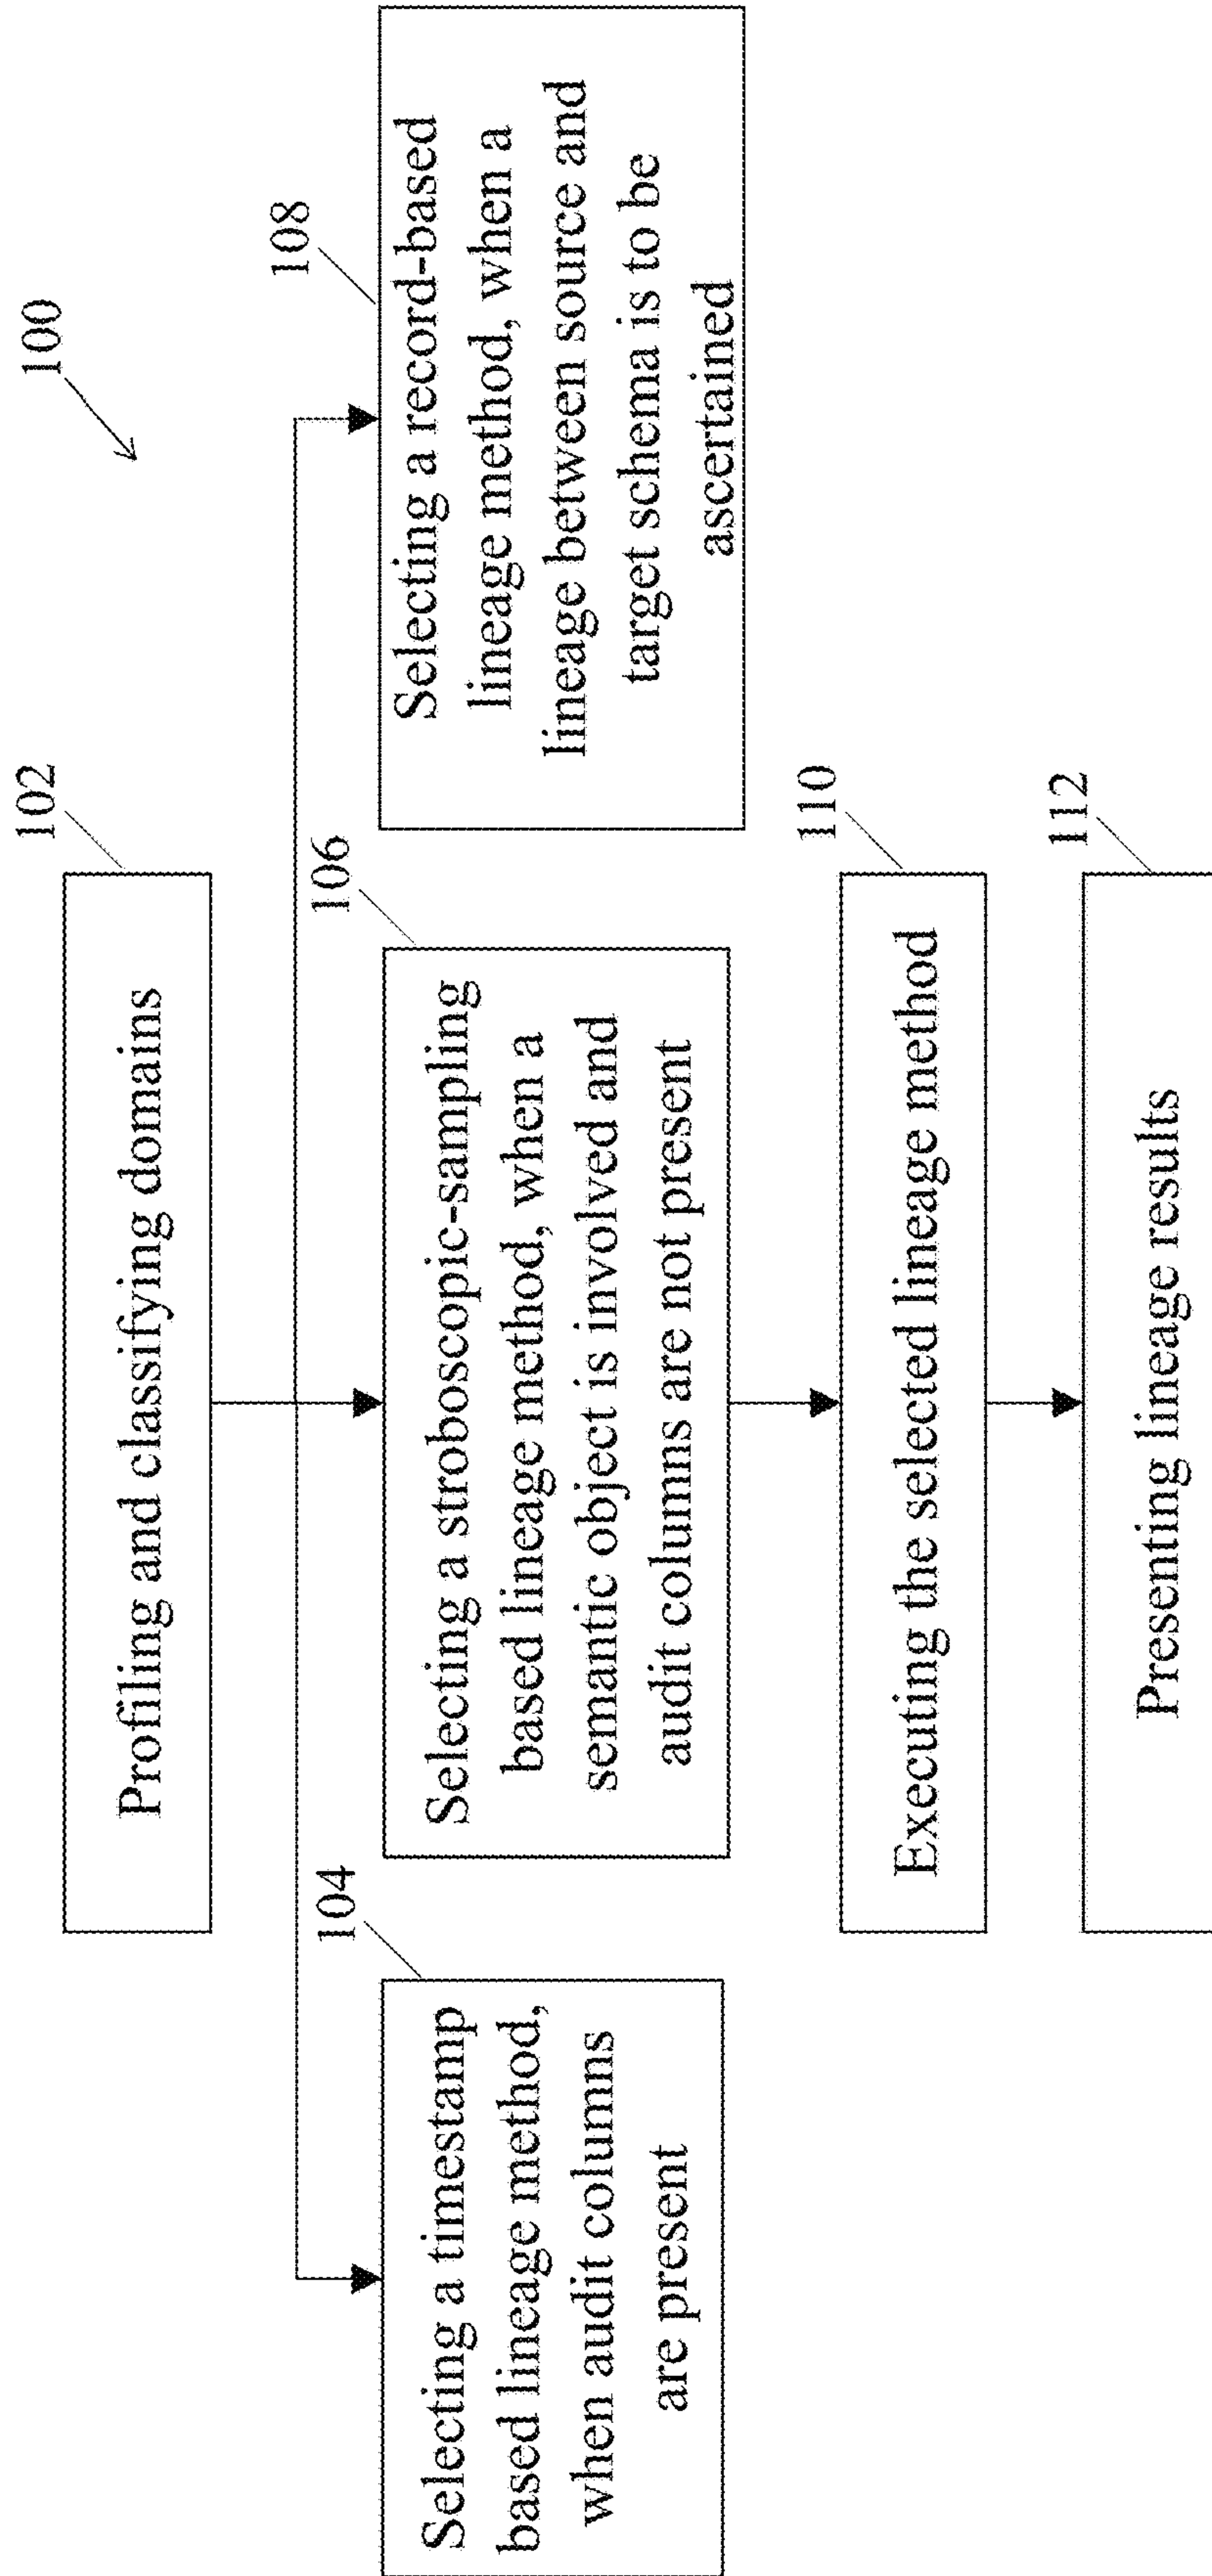 100
102
Profiling and classifying domains
104
Selecting a timestamp
based lineage method,
when audit columns
are present
106
Selecting a stroboscopic-sampling
based lineage method, when a
semantic object is involved and
audit columns are not present
108
Selecting a record-based
lineage method, when a
lineage between source and
target schema is to be
ascertained
110
Executing the selected lineage method
112
Presenting lineage results